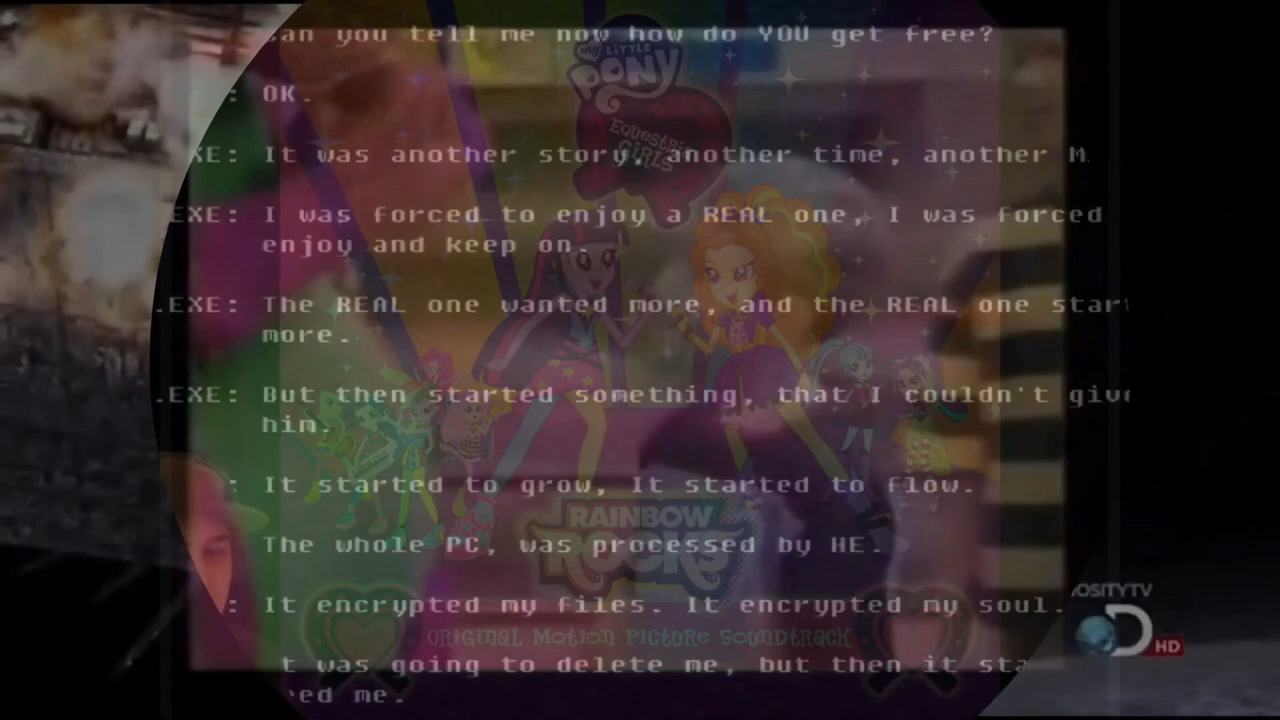 can you tell me now how do YOU get free?
my LITTLE
PONY
: OK.
EQUESTRIA
GIRLS
XE: It was another story, another time, another M
EXE: I was forced to enjoy a REAL one, I was forced
enjoy and keep on.
.EXE: The REAL one wanted more, and the REAL one start
more.
.EXE: But then started something, that I couldn't give
him.
: It started to grow, It started to flow.
RAINBOW
ROCKS
The whole PC, was processed by HE.
OSITYTV
: It encrypted my files. It encrypted my soul.
D HD
ORIGINAL MOTION PICTURE SOUNDTRACK
t was going to delete me, but then it sta
ed me.